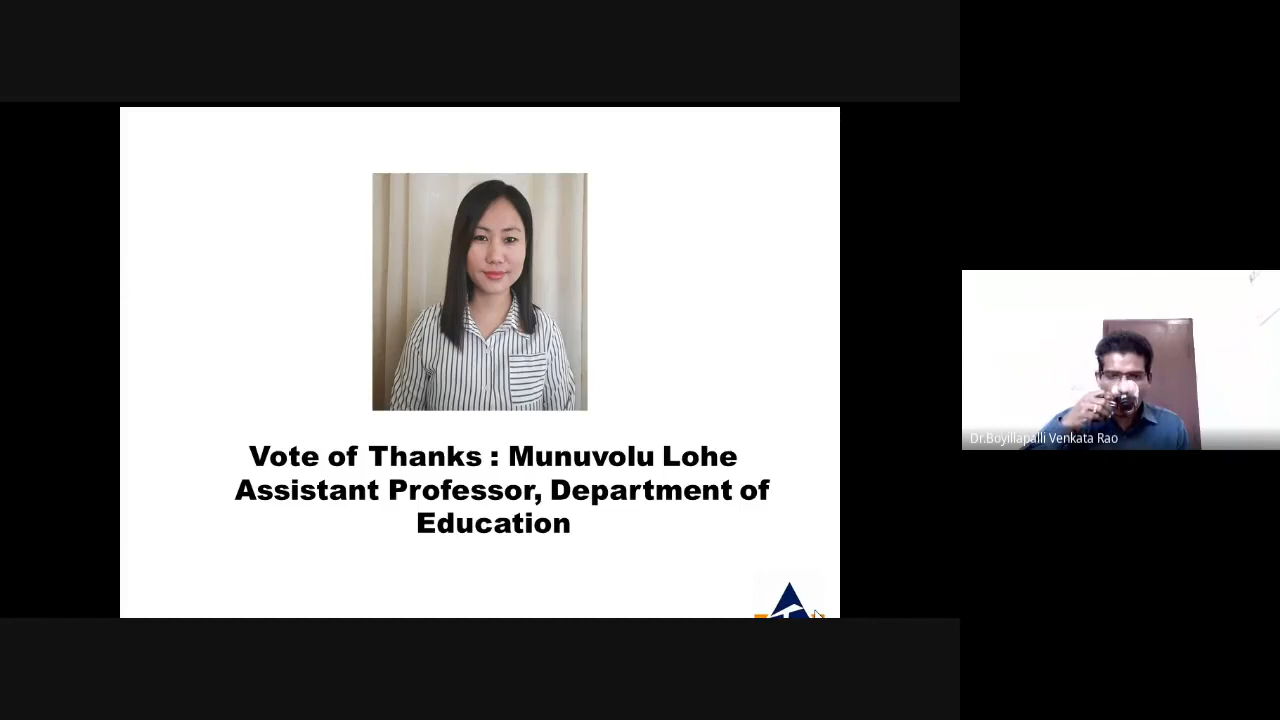 Vote of Thanks : Munuvolu Lohe
Assistant Professor, Department of
Education
Dr.Boyillapalli Venkata Rao